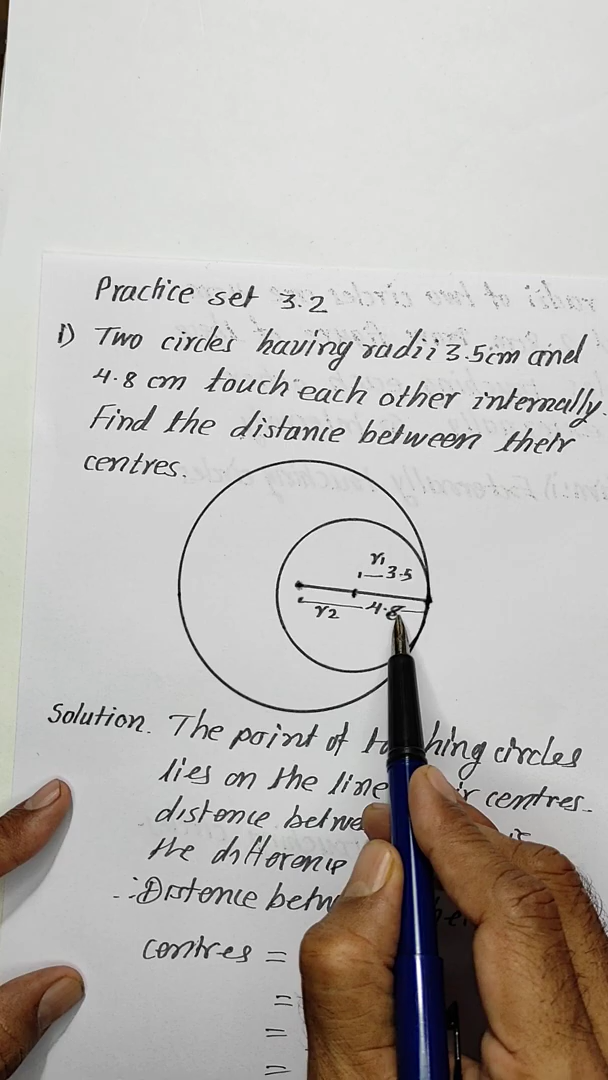 Practice set 3.2
1) Two circles having radii 3.5cm and
4.8 cm touch each other internally.
Find the distance between their
centres.
r1
3.5
r2 4.8
Solution. The point of hing circles
lies on the line centres.
distance
the difference
∴ Distance
centres =
=
=
=